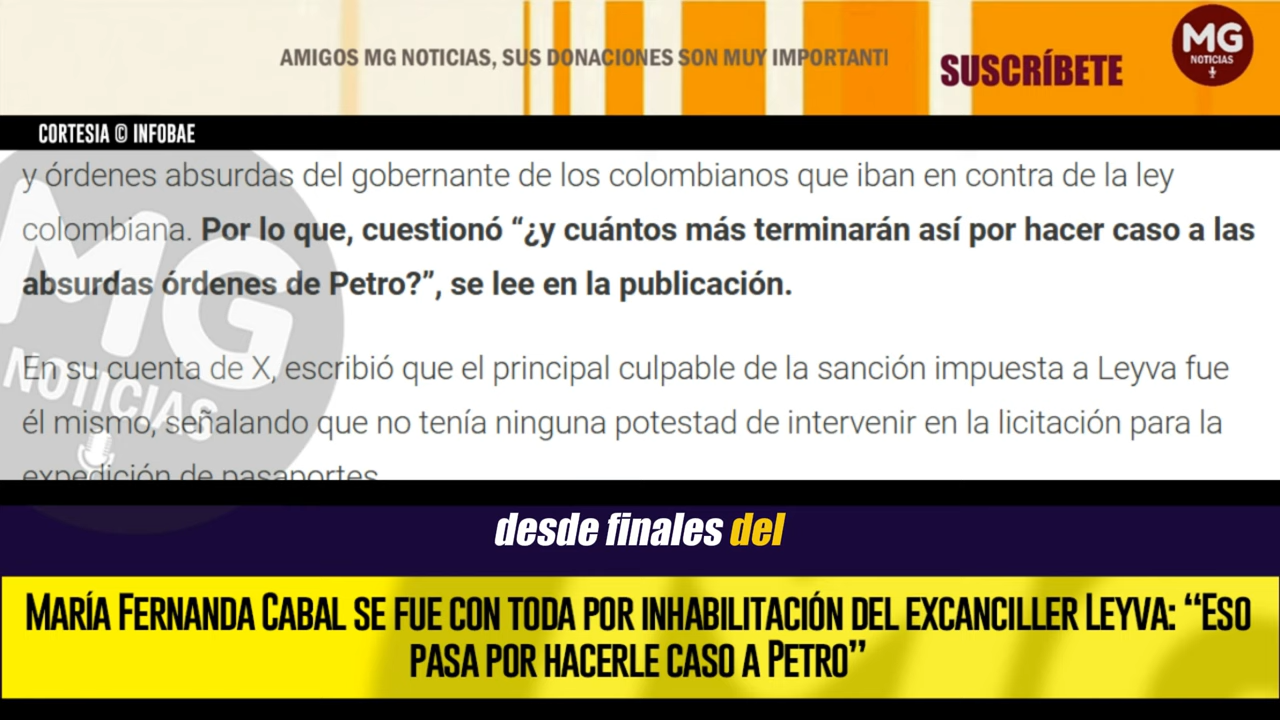 AMIGOS MG NOTICIAS, SUS DONACIONES SON MUY IMPORTANTI
SUSCRÍBETE
MG
NOTICIAS
CORTESIA © INFOBAE
y órdenes absurdas del gobernante de los colombianos que iban en contra de la ley
colombiana. Por lo que, cuestionó “¿y cuántos más terminarán así por hacer caso a las
absurdas órdenes de Petro?”, se lee en la publicación.
En su cuenta de X, escribió que el principal culpable de la sanción impuesta a Leyva fue
él mismo, señalando que no tenía ninguna potestad de intervenir en la licitación para la
expedición de pasaportes
MG
NOTICIAS
desde finales del
MARÍA FERNANDA CABAL SE FUE CON TODA POR INHABILITACIÓN DEL EXCANCILLER LEYVA: “ESO
PASA POR HACERLE CASO A PETRO”